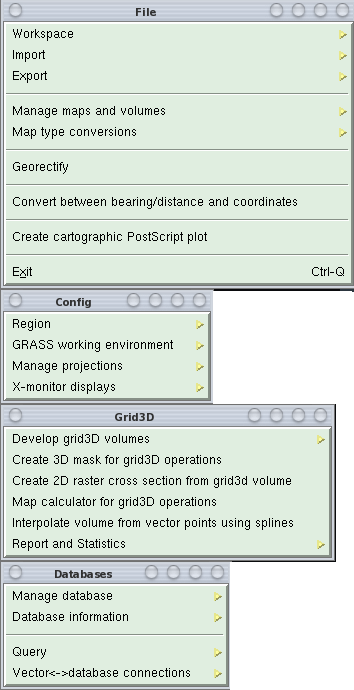 File
Workspace
Import
Export
Manage maps and volumes
Map type conversions
Georectify
Convert between bearing/distance and coordinates
Create cartographic PostScript plot
Exit Ctrl-Q
Config
Region
GRASS working environment
Manage projections
X-monitor displays
Grid3D
Develop grid3D volumes
Create 3D mask for grid3D operations
Create 2D raster cross section from grid3d volume
Map calculator for grid3D operations
Interpolate volume from vector points using splines
Report and Statistics
Databases
Manage database
Database information
Query
Vector<->database connections